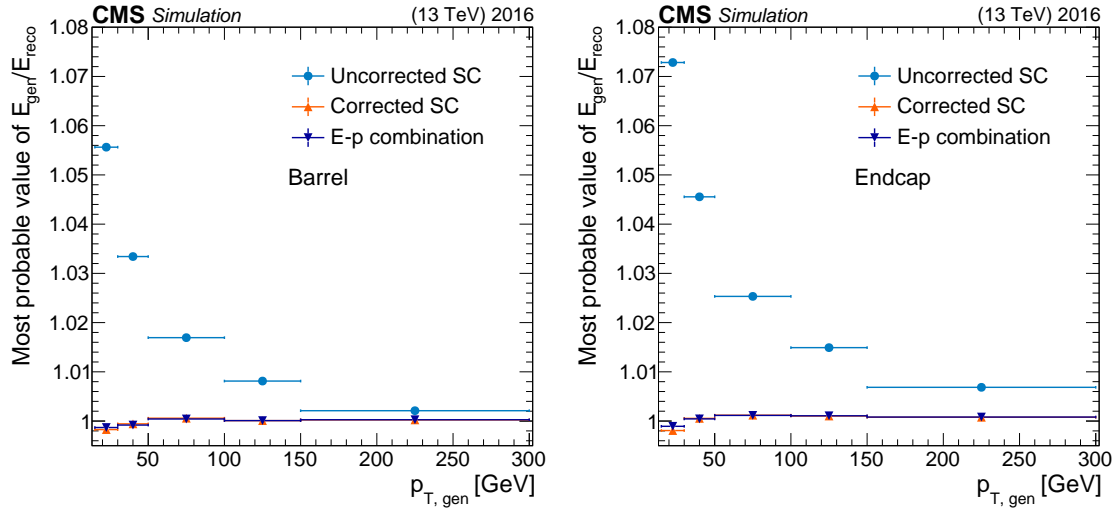 CMS Simulation (13 TeV) 2016
Most probable value of E_gen/E_reco
1.08
1.07
1.06
1.05
1.04
1.03
1.02
1.01
1
Uncorrected SC
Corrected SC
E-p combination
Barrel
50 100 150 200 250 300
p_T, gen [GeV]
CMS Simulation (13 TeV) 2016
Most probable value of E_gen/E_reco
1.08
1.07
1.06
1.05
1.04
1.03
1.02
1.01
1
Uncorrected SC
Corrected SC
E-p combination
Endcap
50 100 150 200 250 300
p_T, gen [GeV]